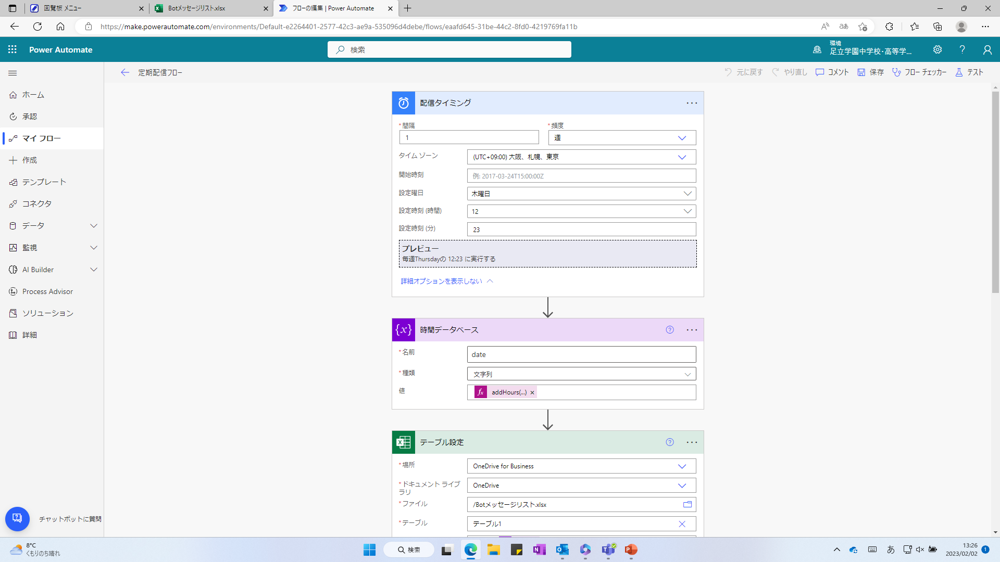 回覧板 メニュー
Botメッセージリスト.xlsx
フローの編集 | Power Automate
https://make.powerautomate.com/environments/Default-e2264401-2577-42c3-ae9a-535096d4debe/flows/eaafd645-31be-44c2-8fd0-4219769fa11b
Power Automate
検索
環境
足立学園中学校・高等学...
定期配信フロー
元に戻す
やり直し
コメント
保存
フロー チェッカー
テスト
ホーム
承認
マイ フロー
作成
テンプレート
コネクタ
データ
監視
AI Builder
Process Advisor
ソリューション
詳細
チャットボットに質問
配信タイミング
* 間隔
* 頻度
1
週
タイム ゾーン
(UTC+09:00) 大阪、札幌、東京
開始時刻
例: 2017-03-24T15:00:00Z
設定曜日
木曜日
設定時刻 (時間)
12
設定時刻 (分)
23
プレビュー
毎週Thursdayの 12:23 に実行する
詳細オプションを表示しない
{x}
時間データベース
* 名前
date
* 種類
文字列
値
fx
addHours(...)
テーブル設定
* 場所
OneDrive for Business
* ドキュメント ライブ
ラリ
OneDrive
* ファイル
/Botメッセージリスト.xlsx
* テーブル
テーブル1
8°C
くもりのち晴れ
検索
あ
13:26
2023/02/02
1